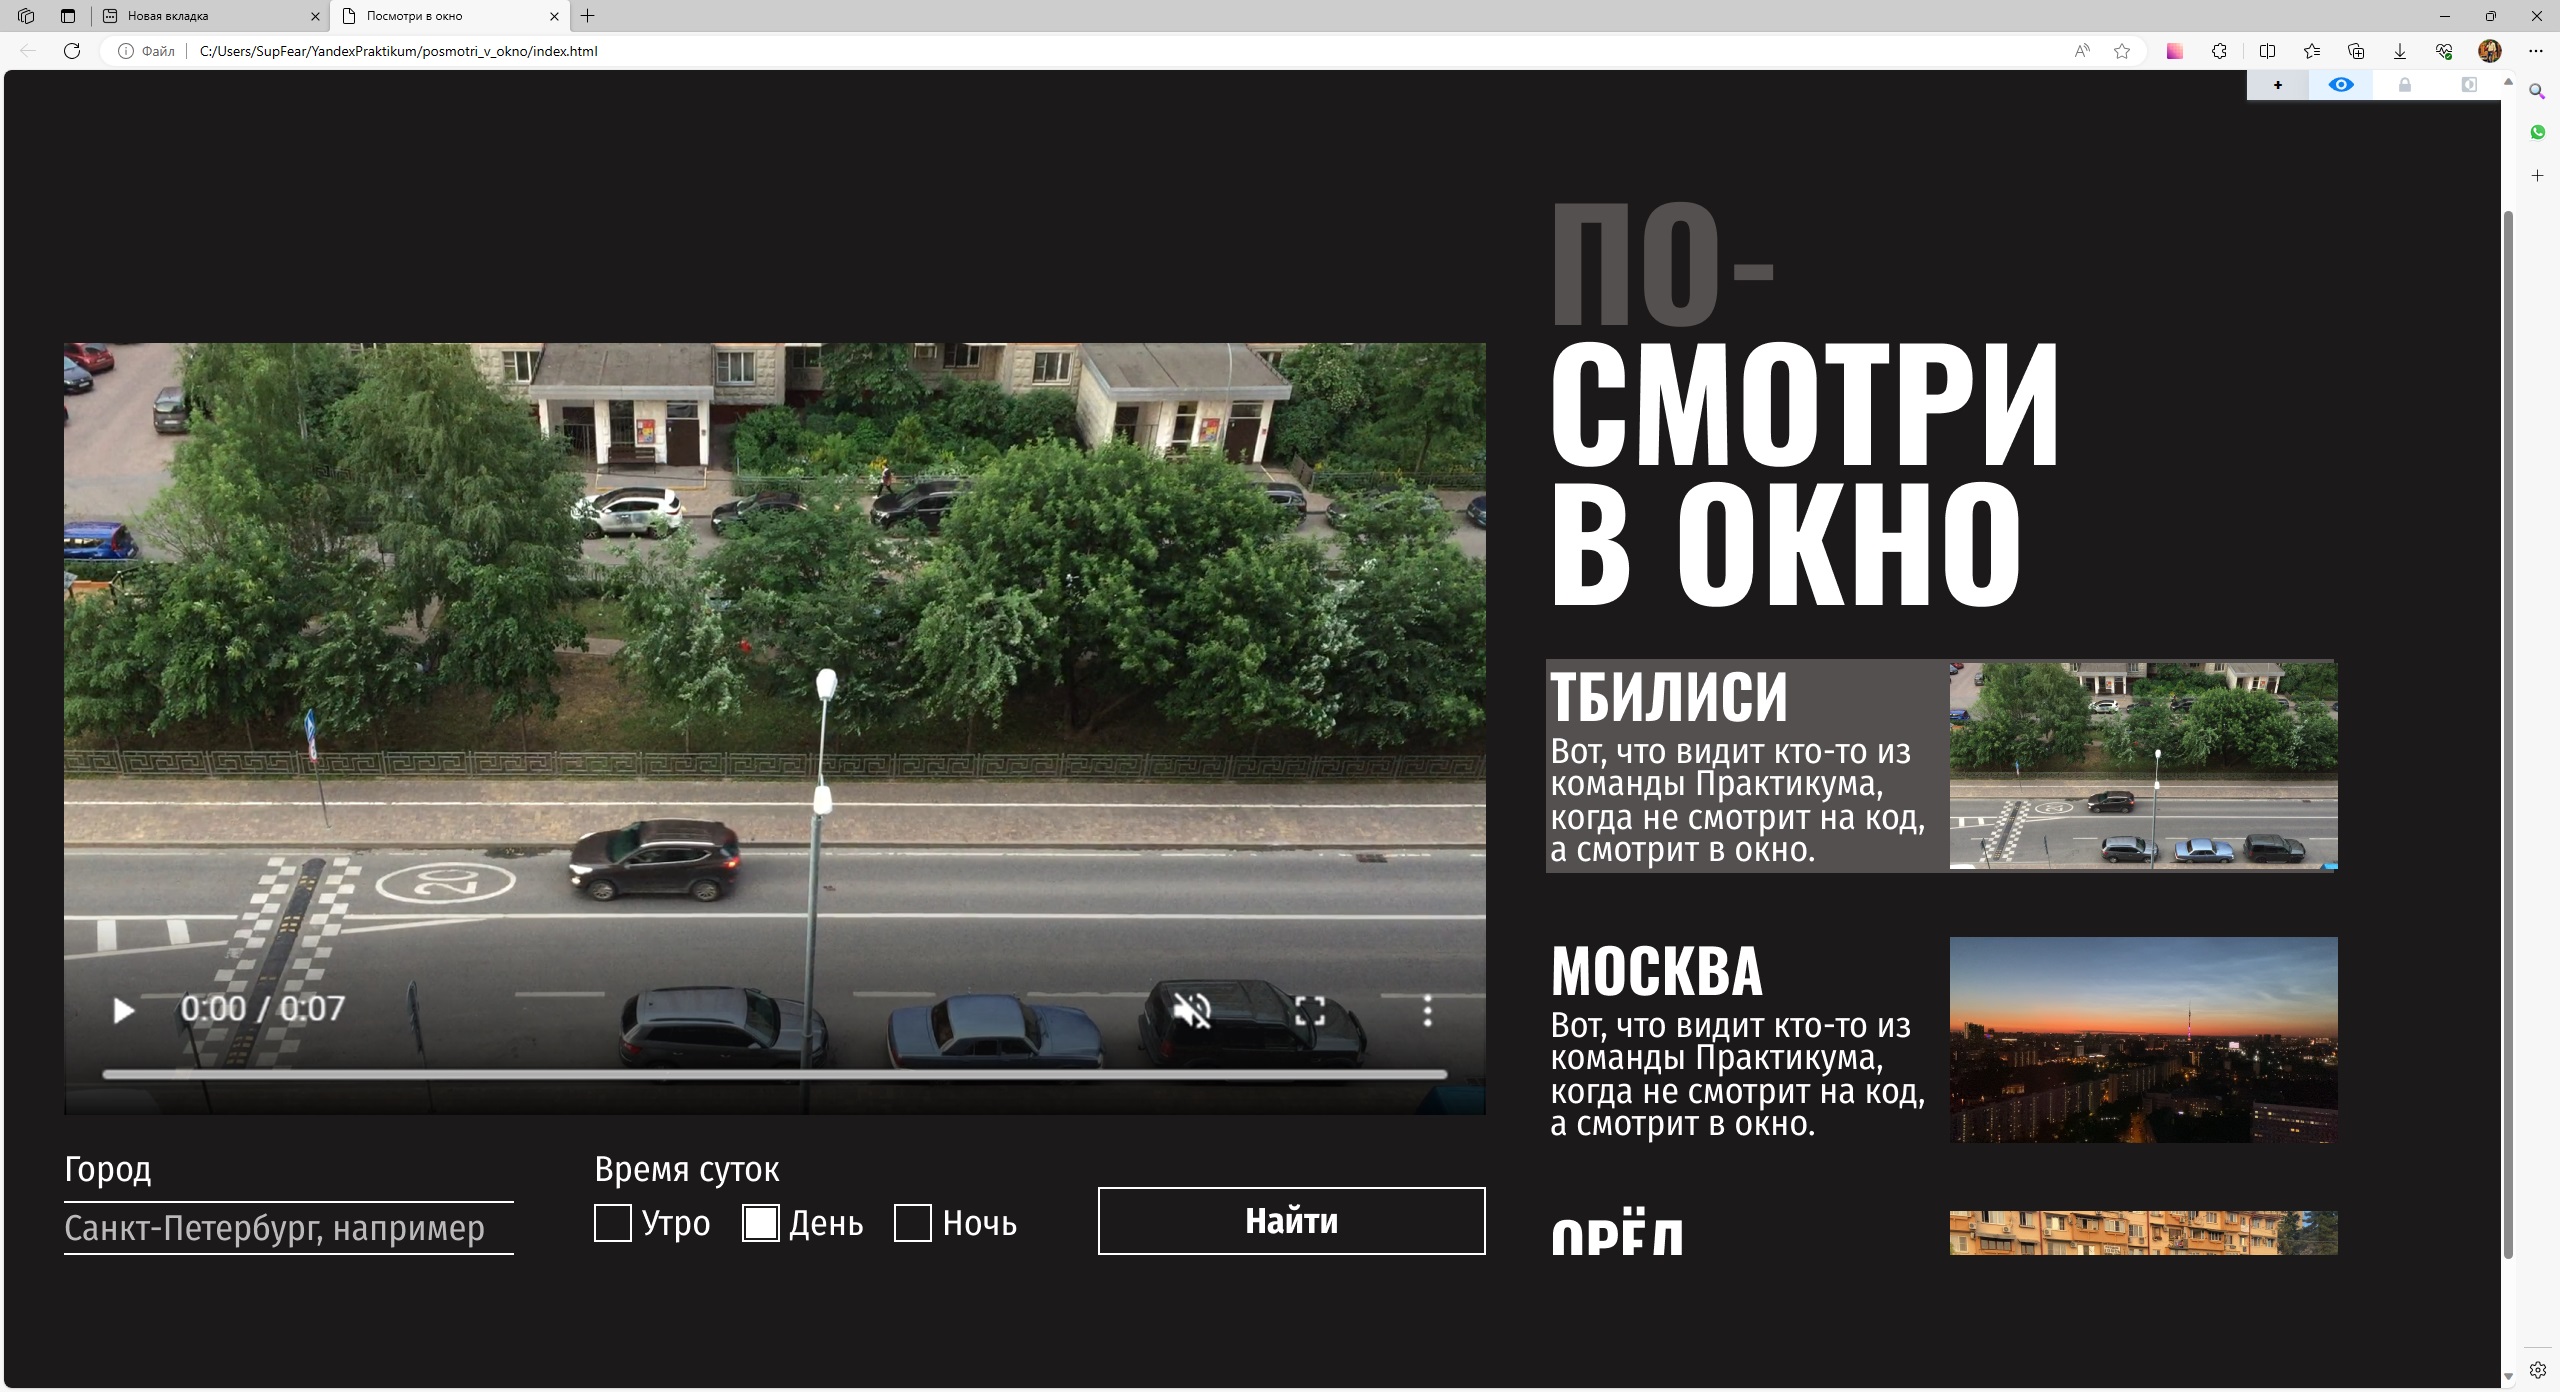 Новая вкладка
Посмотри в окно
Файл
C:/Users/SupFear/YandexPraktikum/posmotri_v_okno/index.html
ПО-
СМОТРИ
В ОКНО
20
0:00 / 0:07
Город
Санкт-Петербург, например
Время суток
Утро
День
Ночь
Найти
ТБИЛИСИ
Вот, что видит кто-то из
команды Практикума,
когда не смотрит на код,
а смотрит в окно.
МОСКВА
Вот, что видит кто-то из
команды Практикума,
когда не смотрит на код,
а смотрит в окно.
ОРЁЛ